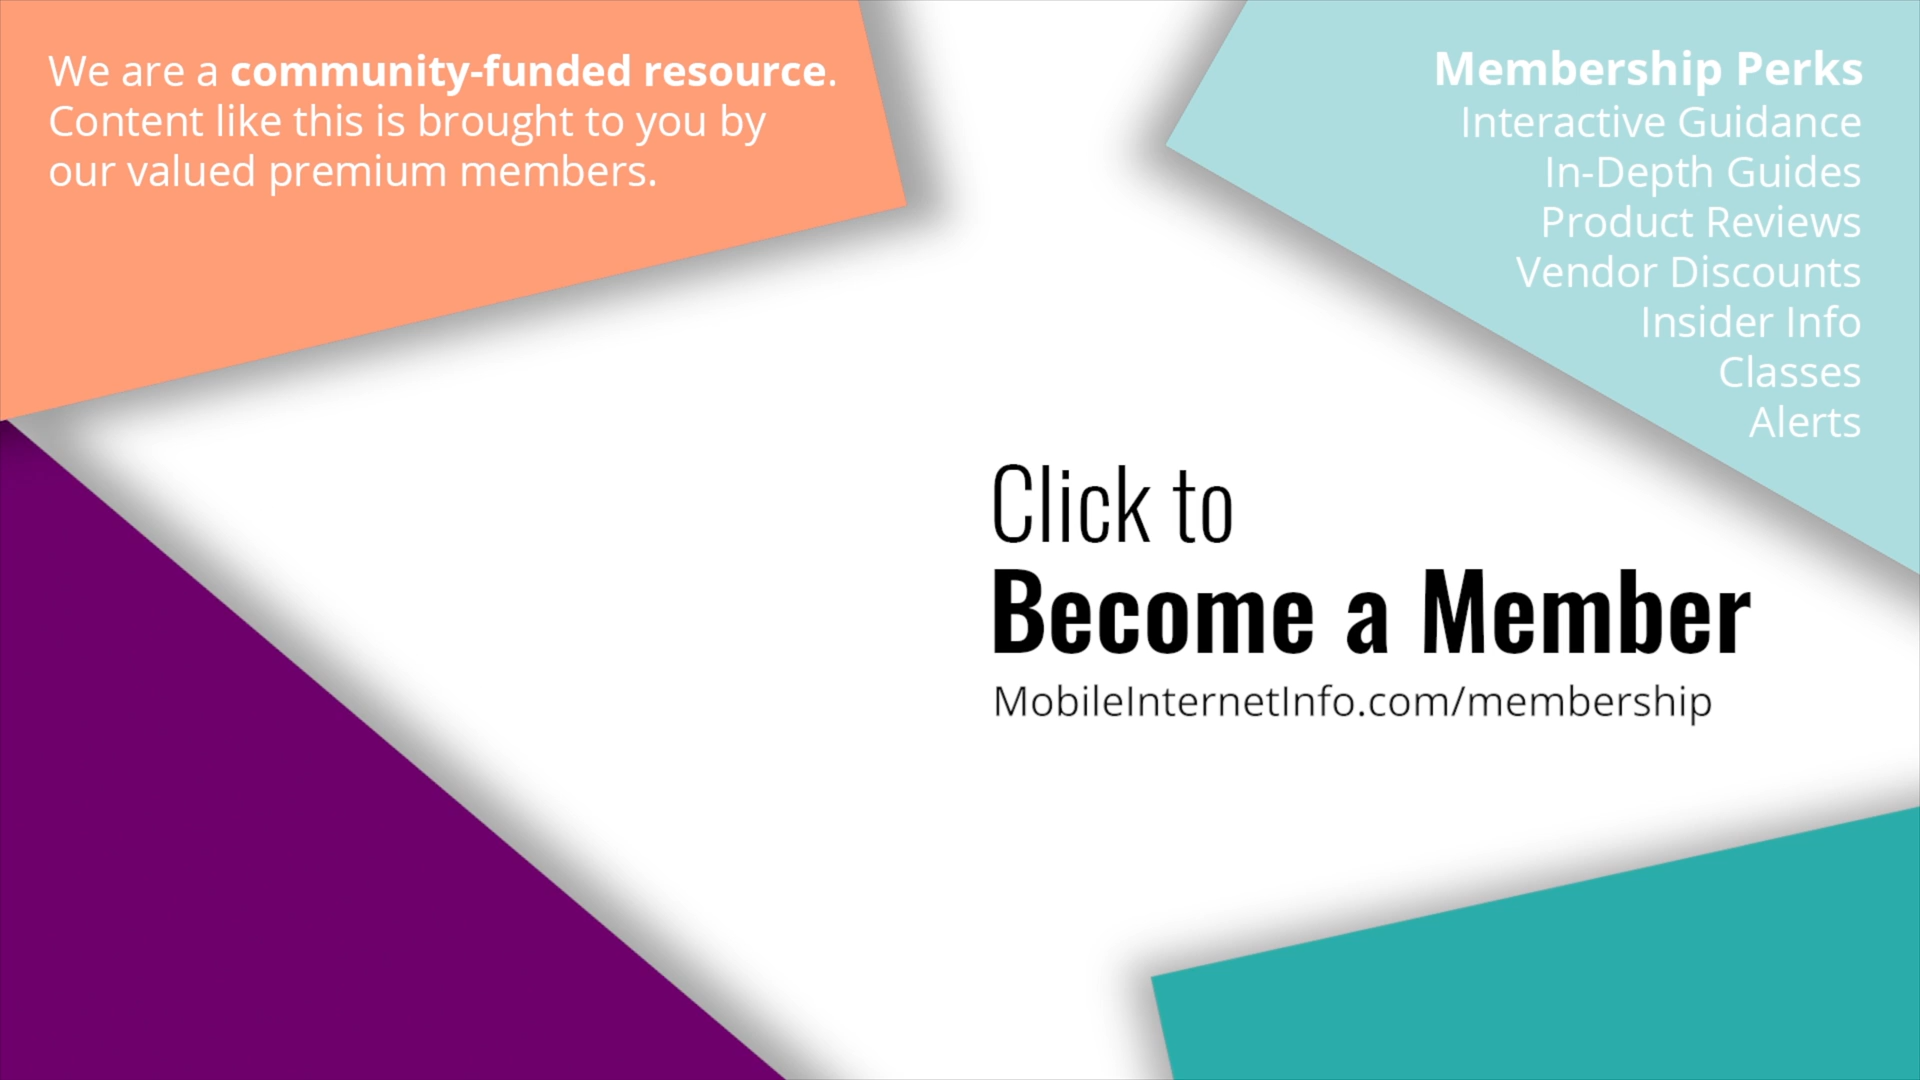 We are a community-funded resource.
Content like this is brought to you by
our valued premium members.
Membership Perks
Interactive Guidance
In-Depth Guides
Product Reviews
Vendor Discounts
Insider Info
Classes
Alerts
Click to
Become a Member
MobileInternetInfo.com/membership